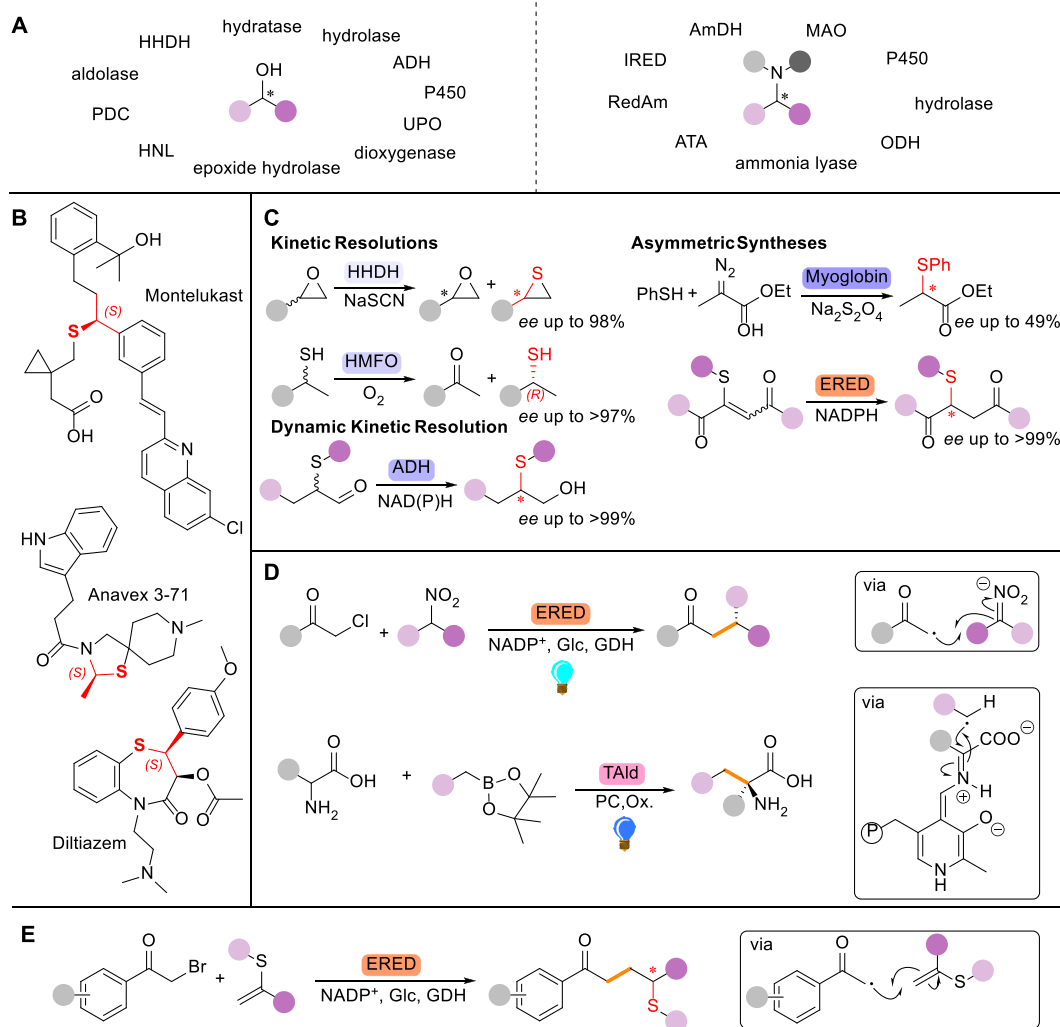 A
HHDH
hydratase
hydrolase
aldolase
OH
ADH
*
P450
PDC
UPO
HNL
dioxygenase
epoxide hydrolase
AmDH
MAO
IRED
N
P450
RedAm
*
hydrolase
ATA
ODH
ammonia lyase
B
OH
Montelukast
(S)
S
O
OH
N
Cl
HN
Anavex 3-71
O
N
N
(S)
S
O
S
(S)
O
N
O
O
Diltiazem
N
C
Kinetic Resolutions
O
HHDH
NaSCN
O
*
+
S
*
ee up to 98%
SH
HMFO
O2
O
+
SH
(R)
ee up to >97%
Dynamic Kinetic Resolution
S
O
ADH
NAD(P)H
S
*
OH
ee up to >99%
Asymmetric Syntheses
PhSH
+
N2
OEt
OH
Myoglobin
Na2S2O4
SPh
*
OEt
O
ee up to 49%
S
O
O
ERED
NADPH
S
*
O
O
ee up to >99%
D
O
Cl
+
NO2
ERED
NADP+, Glc, GDH
O
via
O
·
⊖
NO2
O
OH
NH2
+
B
O
O
TAld
PC,Ox.
O
OH
NH2
via
H
·
COO⊖
N
⊕
H
P
O⊖
N
H
E
O
Br
+
S
ERED
NADP+, Glc, GDH
O
*
S
via
O
·
S